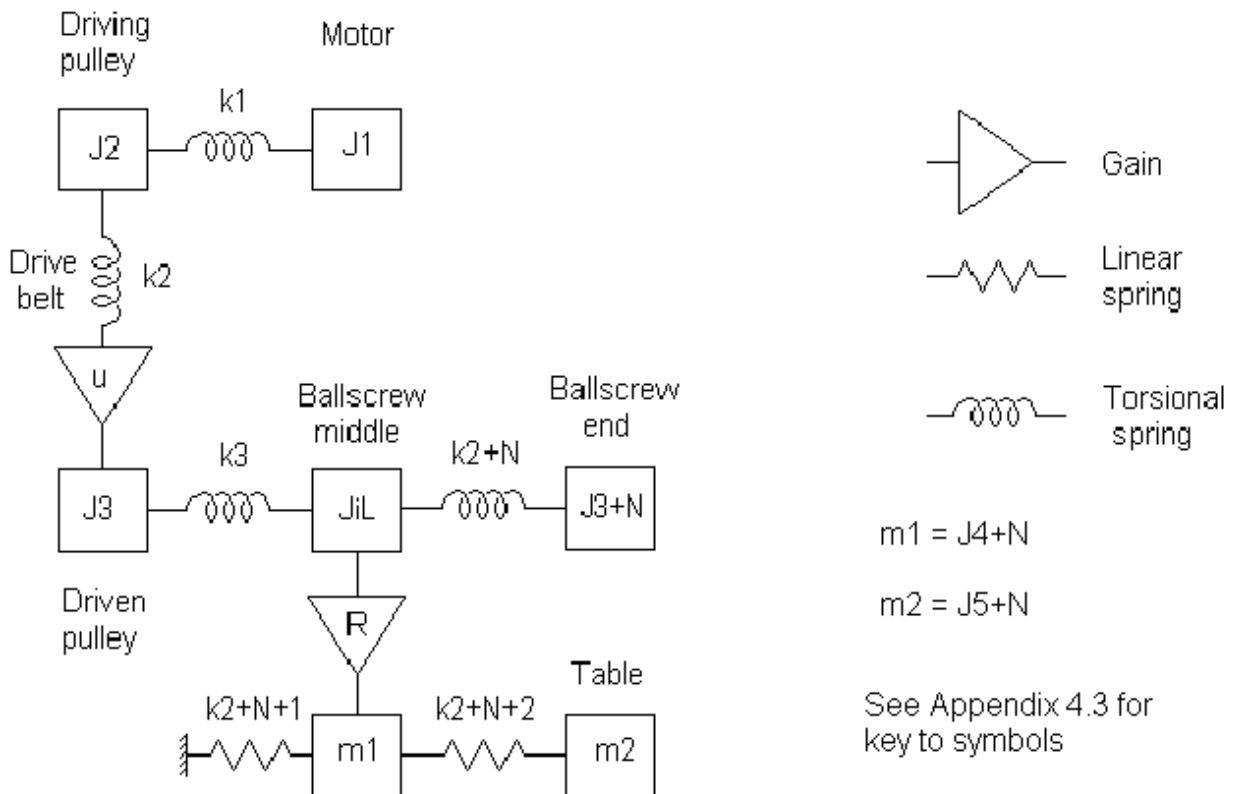 Driving
pulley
Motor
k1
J2
J1
Gain
Drive
belt
k2
Linear
spring
u
Ballscrew
middle
Ballscrew
end
Torsional
spring
k3
k2+N
J3
JiL
J3+N
m1 = J4+N
Driven
pulley
R
m2 = J5+N
Table
k2+N+1
k2+N+2
m1
m2
See Appendix 4.3 for
key to symbols